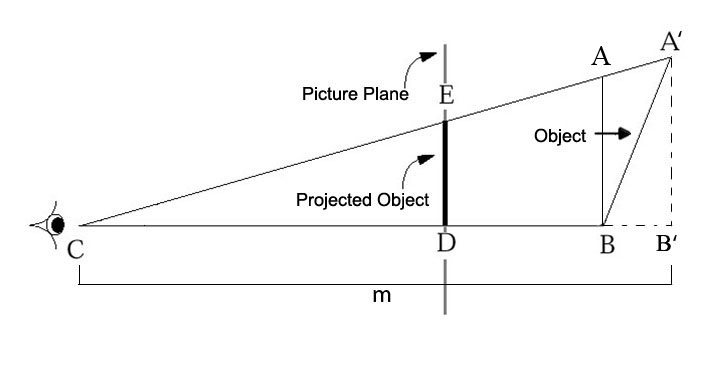 A‘
A
Picture Plane
E
Object
Projected Object
C
D
B
B‘
m